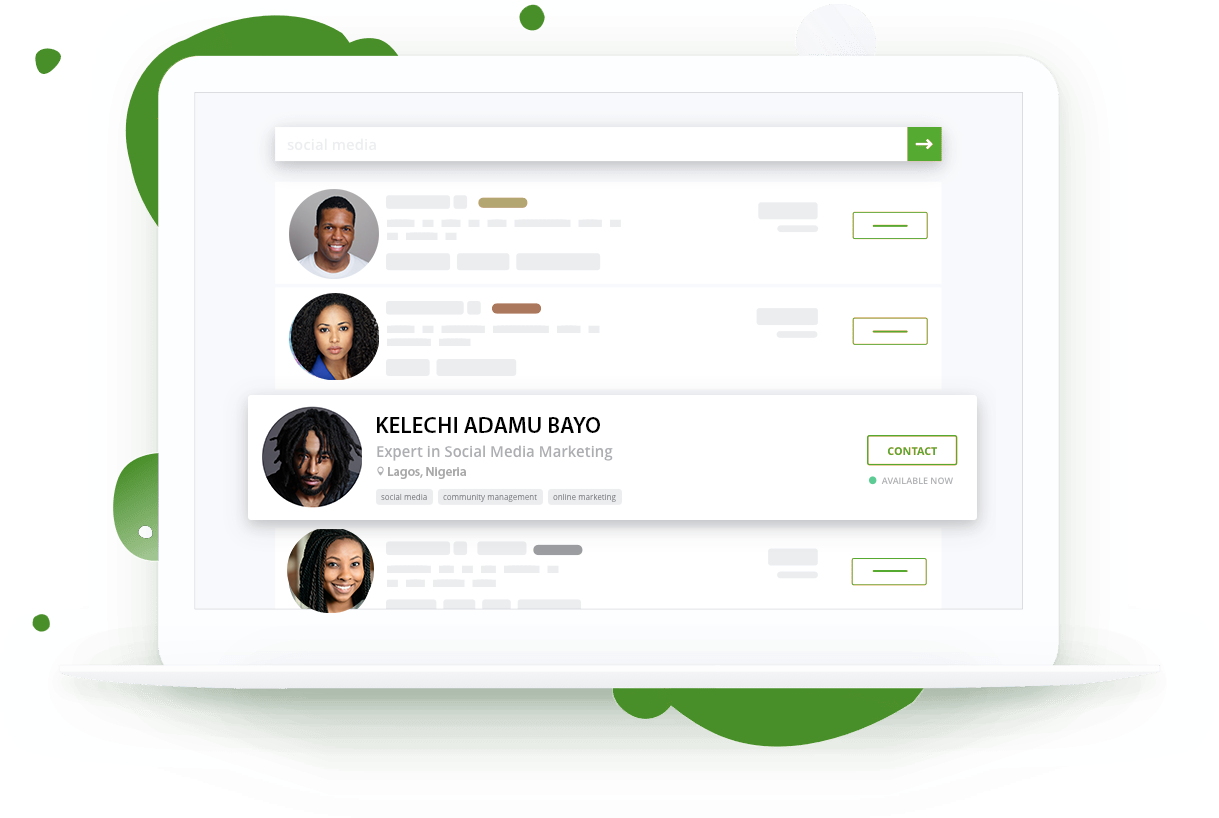 social media
KELECHI ADAMU BAYO
Expert in Social Media Marketing
Lagos, Nigeria
CONTACT
AVAILABLE NOW
social media community management online marketing